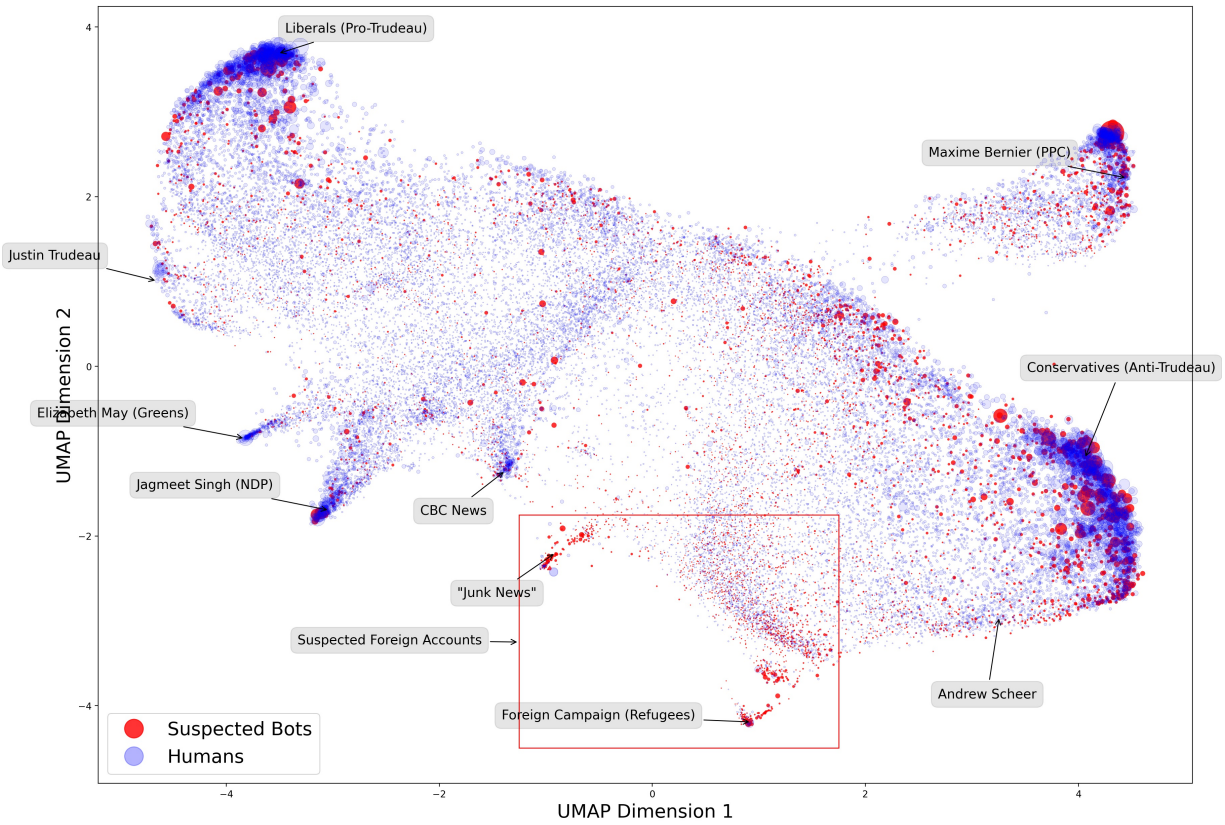 4
Liberals (Pro-Trudeau)
Maxime Bernier (PPC)
2
Justin Trudeau
UMAP Dimension 2
0
Conservatives (Anti-Trudeau)
Elizabeth May (Greens)
Jagmeet Singh (NDP)
CBC News
−2
"Junk News"
Suspected Foreign Accounts
Andrew Scheer
Foreign Campaign (Refugees)
−4
Suspected Bots
Humans
−4 −2 0 2 4
UMAP Dimension 1